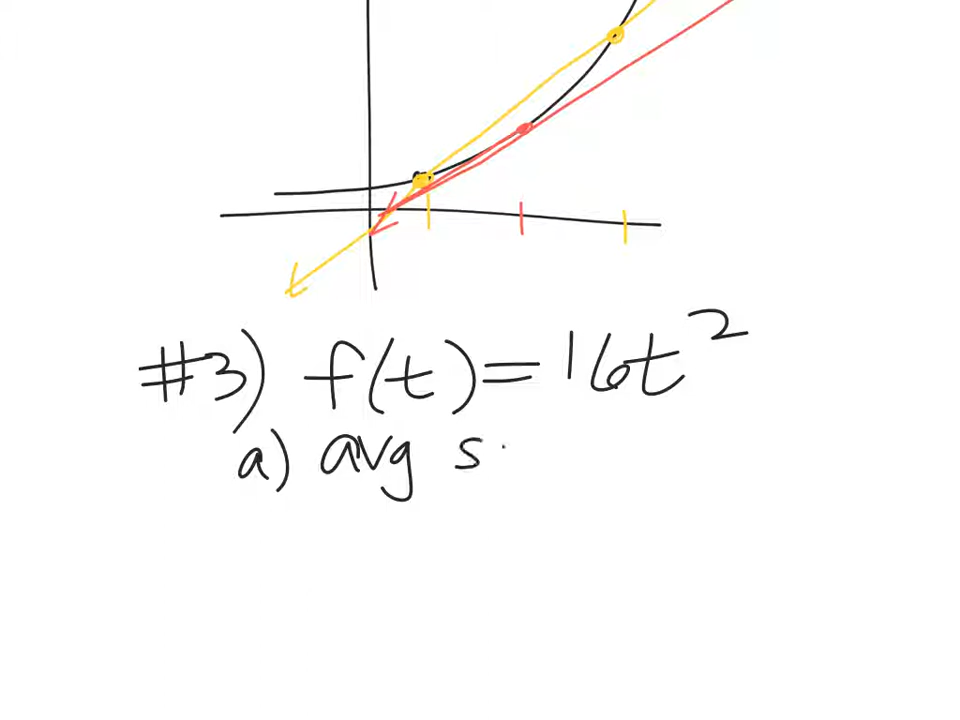 #3) f(t) = 16t²
a) avg s